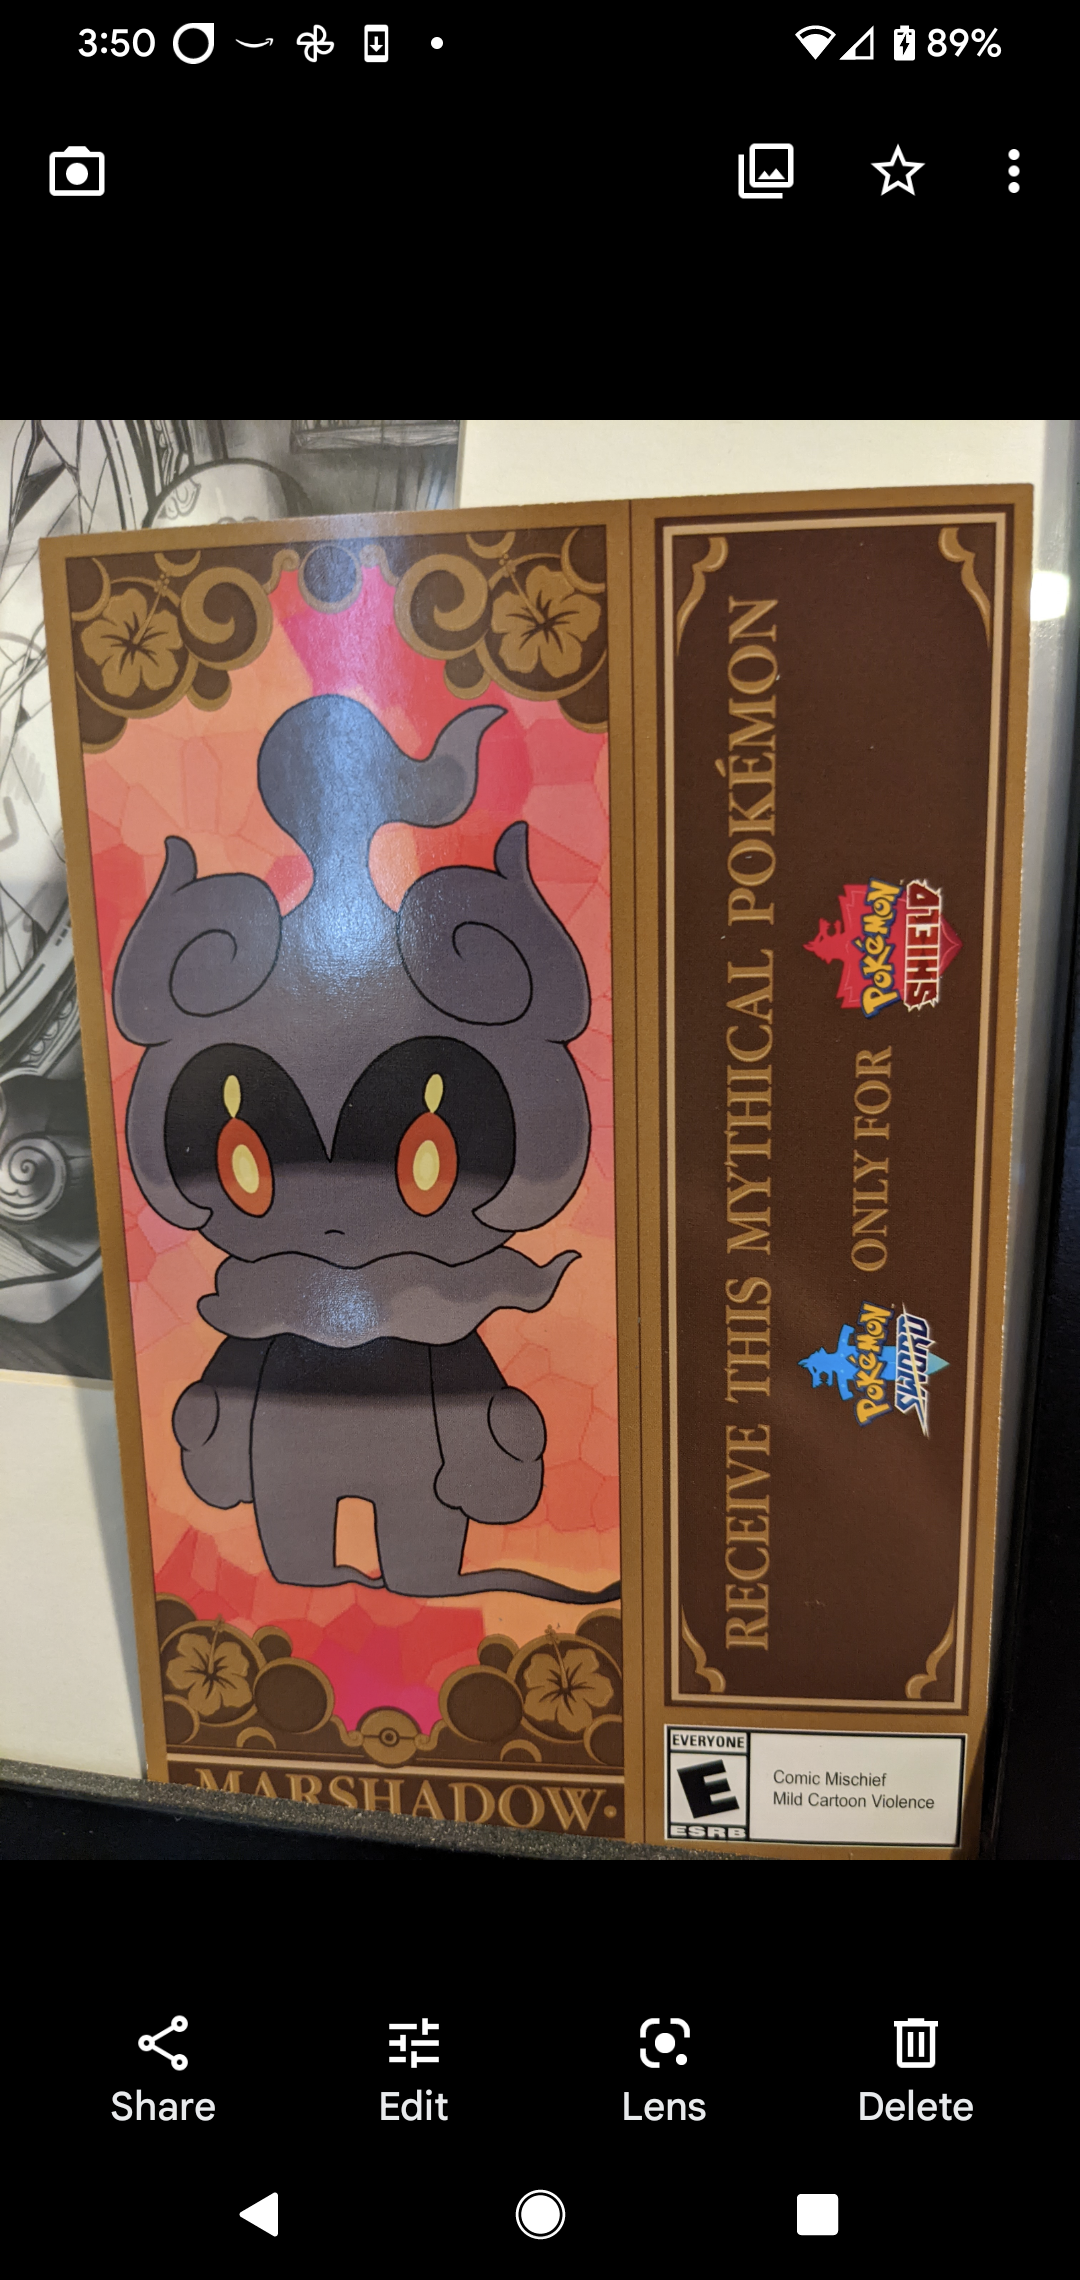 3:50
89%
RECEIVE THIS MYTHICAL POKÉMON
POKÉMON SWORD ONLY FOR POKÉMON SHIELD
MARSHADOW·
EVERYONE
E
ESRB
Comic Mischief
Mild Cartoon Violence
Share Edit Lens Delete